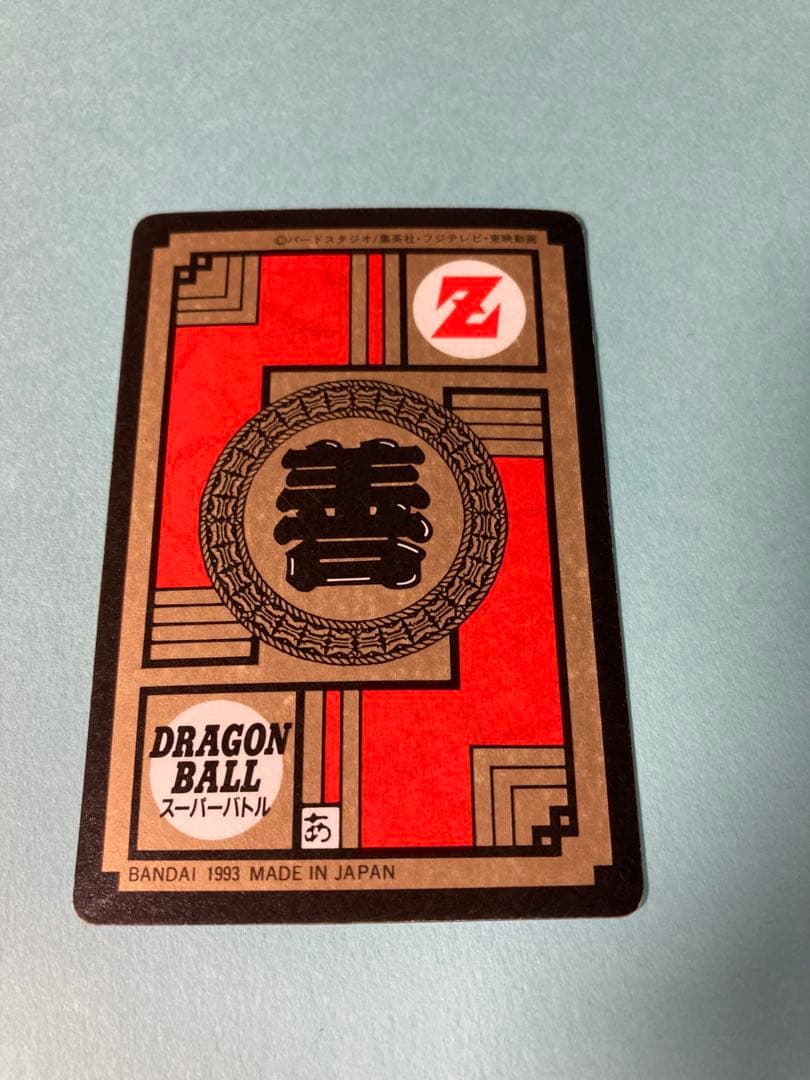 ©バードスタジオ/集英社・フジテレビ・東映動画
Z
善
DRAGON
BALL
スーパーバトル
あ
BANDAI 1993 MADE IN JAPAN